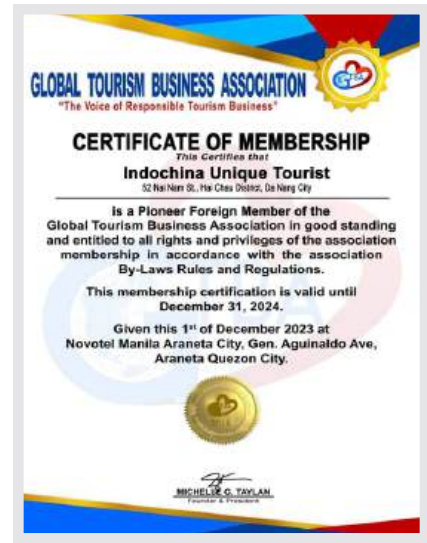 GLOBAL TOURISM BUSINESS ASSOCIATION
"The Voice of Responsible Tourism Business"
CERTIFICATE OF MEMBERSHIP
This Certifies that
Indochina Unique Tourist
52 Nai Nam St., Hai Chau District, Da Nang City
is a Pioneer Foreign Member of the
Global Tourism Business Association in good standing
and entitled to all rights and privileges of the association
membership in accordance with the association
By-Laws Rules and Regulations.
This membership certification is valid until
December 31, 2024.
Given this 1st of December 2023 at
Novotel Manila Araneta City, Gen. Aguinaldo Ave,
Araneta Quezon City.
MICHELLE G. TAYLAN
Founder & President